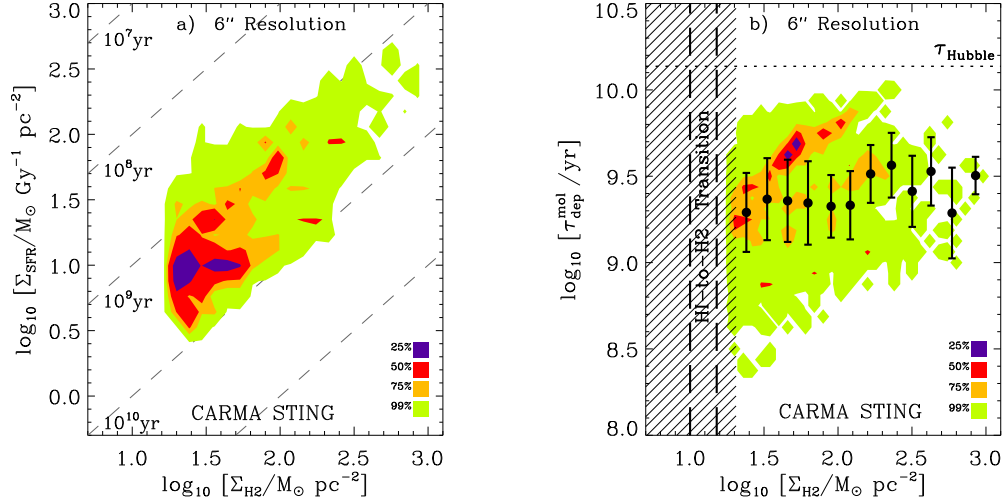 a) 6″ Resolution
10⁷yr
10⁸yr
10⁹yr
10¹⁰yr
3.0
2.5
2.0
1.5
1.0
0.5
0.0
log₁₀ [Σ_SFR/M☉ Gy⁻¹ pc⁻²]
25%
50%
75%
99%
CARMA STING
1.0 1.5 2.0 2.5 3.0
log₁₀ [Σ_H2/M☉ pc⁻²]
b) 6″ Resolution
τ_Hubble
HI-to-H2 Transition
10.5
10.0
9.5
9.0
8.5
8.0
log₁₀ [τ_dep^mol / yr]
25%
50%
75%
99%
CARMA STING
1.0 1.5 2.0 2.5 3.0
log₁₀ [Σ_H2/M☉ pc⁻²]